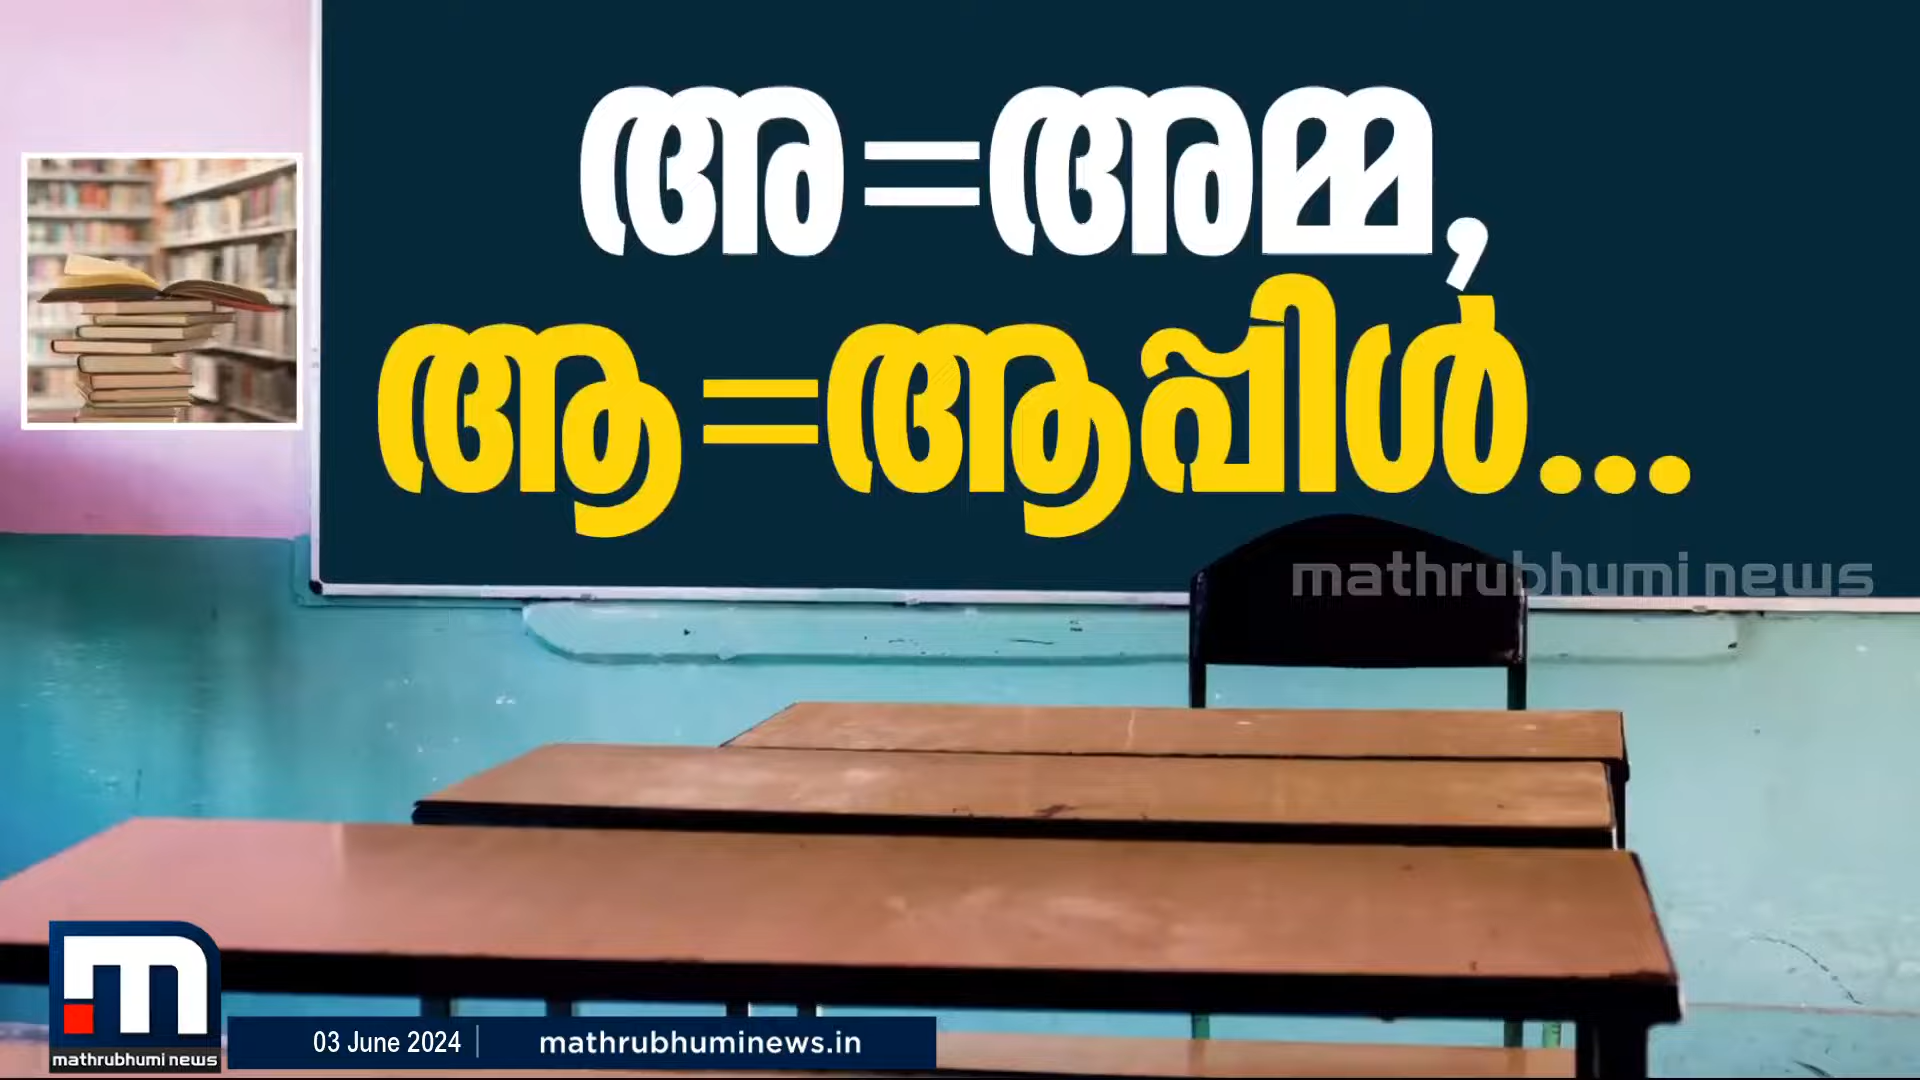 അ=അമ്മ,
ആ=ആപ്പിൾ...
mathrubhumi news
mathrubhumi news
03 June 2024
mathrubhuminews.in